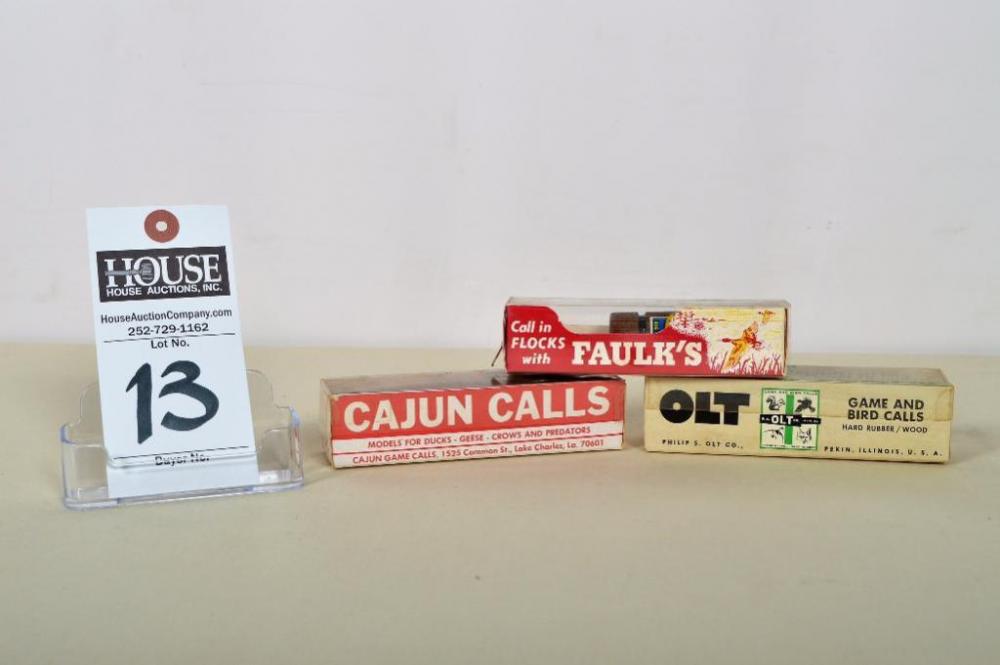 HOUSE
HOUSE AUCTIONS, INC.
HouseAuctionCompany.com
252-729-1162
Lot No.
13
Buyer No.
Call in
FLOCKS
with
FAULK'S
CAJUN CALLS
MODELS FOR DUCKS - GEESE - CROWS AND PREDATORS
CAJUN GAME CALLS, 1525 Common St., Lake Charles, La. 70601
OLT
PHILIP S. OLT CO.,
OLT
GAME AND
BIRD CALLS
HARD RUBBER/WOOD
PEKIN, ILLINOIS, U. S. A.